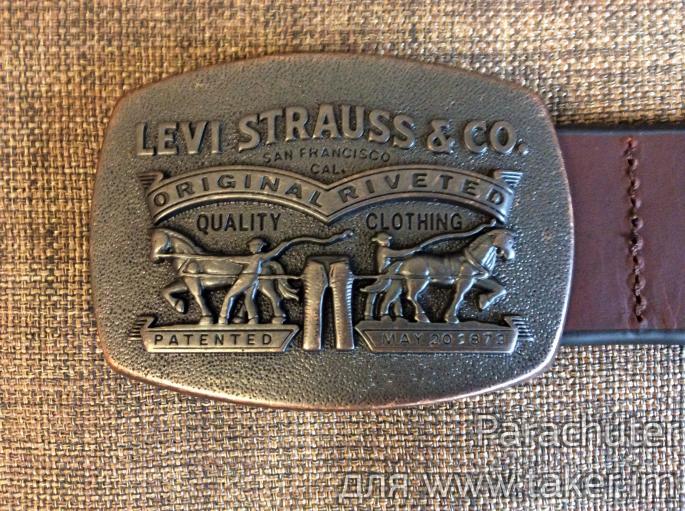 LEVI STRAUSS & CO.
SAN FRANCISCO
CAL.
ORIGINAL RIVETED
QUALITY CLOTHING
PATENTED MAY 20 1873
Parachuter
для www.taker.im